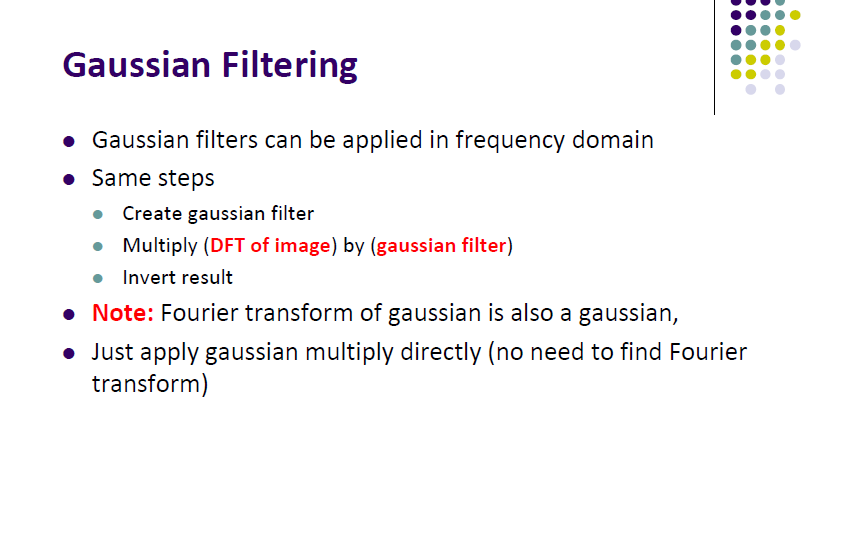 Gaussian Filtering
Gaussian filters can be applied in frequency domain
Same steps
Create gaussian filter
Multiply (DFT of image) by (gaussian filter)
Invert result
Note: Fourier transform of gaussian is also a gaussian,
Just apply gaussian multiply directly (no need to find Fourier
transform)